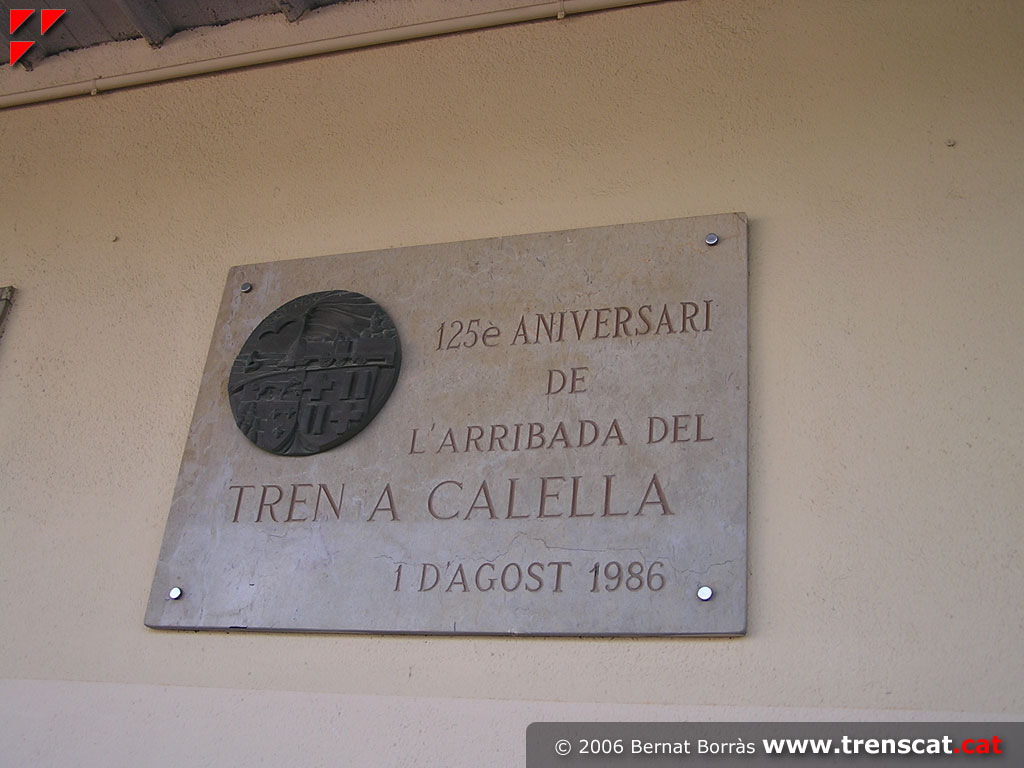 125è ANIVERSARI
DE
L'ARRIBADA DEL
TREN A CALELLA
1 D'AGOST 1986
© 2006 Bernat Borràs www.trenscat.cat